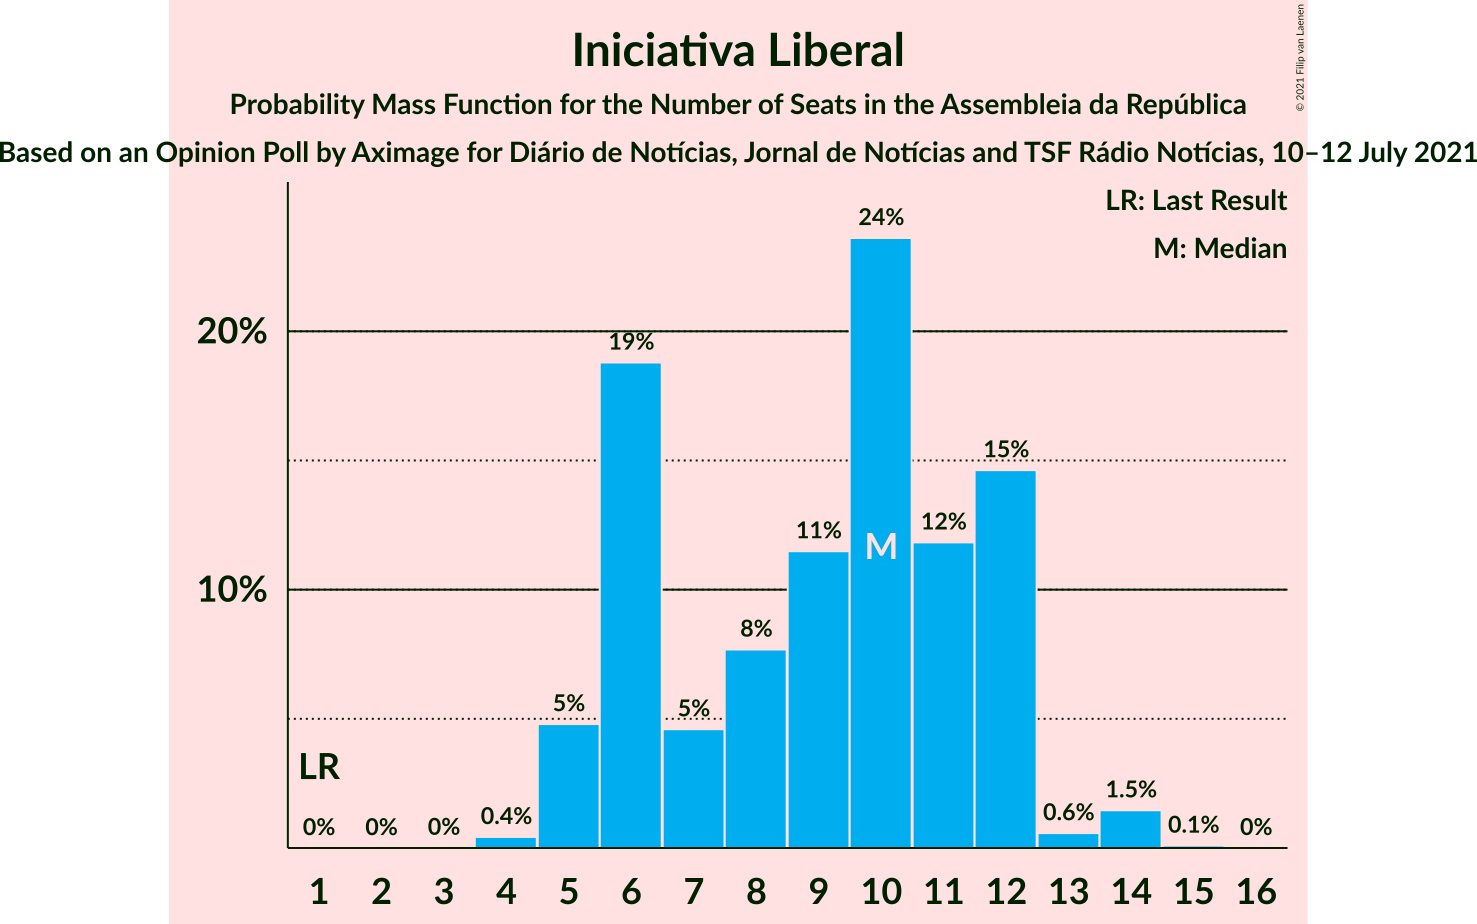 Iniciativa Liberal
Probability Mass Function for the Number of Seats in the Assembleia da República
Based on an Opinion Poll by Aximage for Diário de Notícias, Jornal de Notícias and TSF Rádio Notícias, 10–12 July 2021
© 2021 Filip van Laenen
LR: Last Result
M: Median
24%
20%
19%
15%
12%
11%
M
10%
8%
5%
5%
LR
1.5%
0.6%
0.4%
0.1%
0%
0%
0%
0%
1 2 3 4 5 6 7 8 9 10 11 12 13 14 15 16